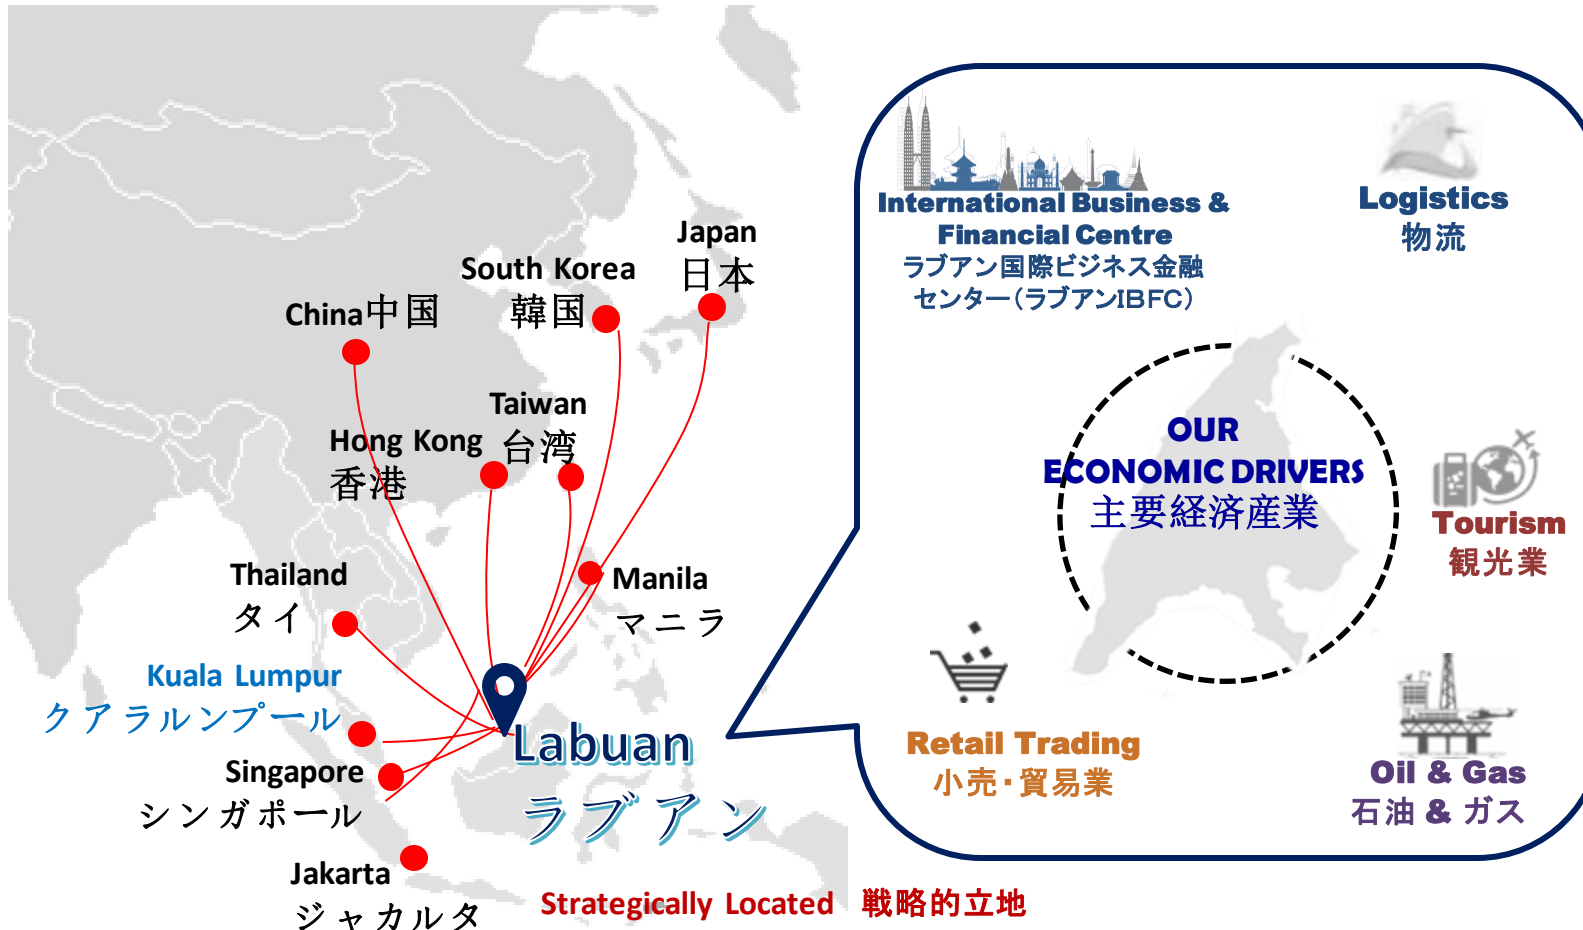 Japan
日本
South Korea
韓国
China中国
Taiwan
台湾
Hong Kong
香港
Thailand
タイ
Manila
マニラ
Kuala Lumpur
クアラルンプール
Labuan
ラブアン
Singapore
シンガポール
Jakarta
ジャカルタ
Strategically Located 戦略的立地
International Business &
Financial Centre
ラブアン国際ビジネス金融
センター(ラブアンIBFC)
Logistics
物流
OUR
ECONOMIC DRIVERS
主要経済産業
Tourism
観光業
Retail Trading
小売・貿易業
Oil & Gas
石油 & ガス